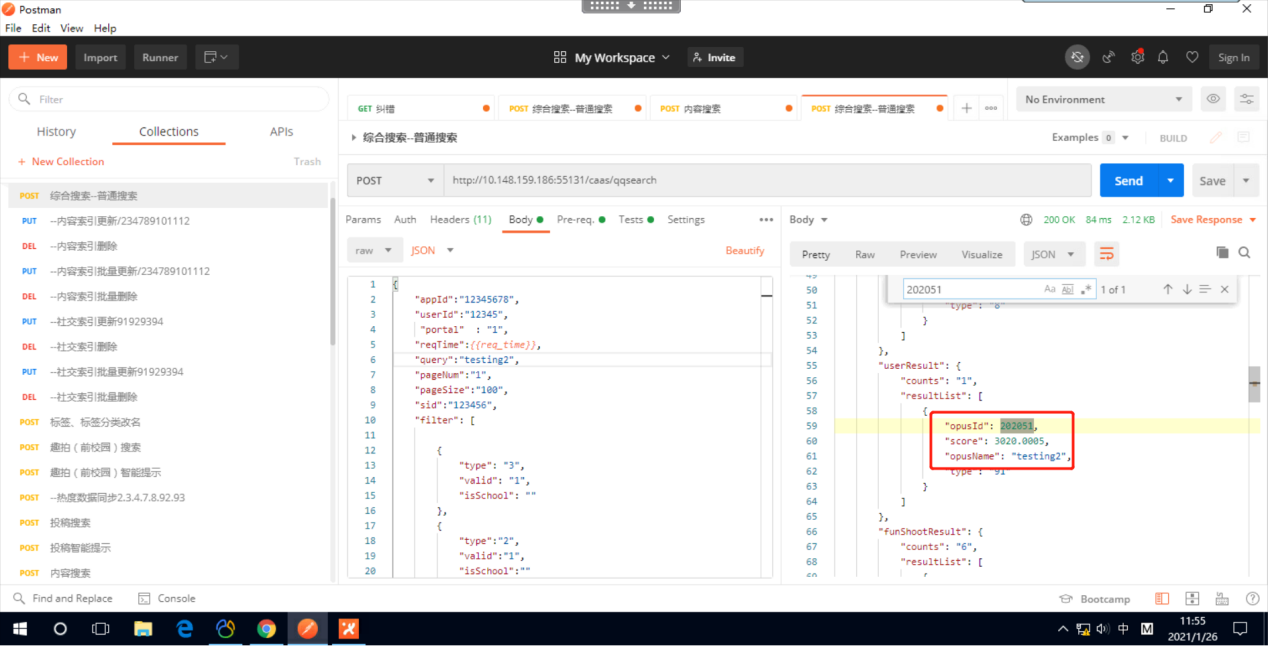 Postman
File Edit View Help
+ New Import Runner My Workspace Invite Sign In
Filter
History Collections APIs
+ New Collection Trash
POST 综合搜索--普通搜索
PUT --内容索引更新/234789101112
DEL --内容索引删除
PUT --内容索引批量更新/234789101112
DEL --内容索引批量删除
PUT --社交索引更新91929394
DEL --社交索引删除
PUT --社交索引批量更新91929394
DEL --社交索引批量删除
POST 标签、标签分类改名
POST 趣拍（前校园）搜索
POST 趣拍（前校园）智能提示
POST --热度数据同步2.3.4.7.8.92.93
POST 投稿搜索
POST 投稿智能提示
POST 内容搜索
GET 纠错 POST 综合搜索--普通搜索 POST 内容搜索 POST 综合搜索--普通搜索 + ooo No Environment
综合搜索--普通搜索 Examples 0 BUILD
POST http://10.148.159.186:55131/caas/qqsearch Send Save
Params Auth Headers (11) Body Pre-req. Tests Settings
raw JSON Beautify
1 {
2 "appId":"12345678",
3 "userId":"12345",
4 "portal" : "1",
5 "reqTime":{{req_time}},
6 "query":"testing2",
7 "pageNum":"1",
8 "pageSize":"100",
9 "sid":"123456",
10 "filter": [
11
12 {
13 "type": "3",
14 "valid": "1",
15 "isSchool": ""
16 },
17 {
18 "type":"2",
19 "valid":"1",
20 "isSchool":""
Body 200 OK 84 ms 2.12 KB Save Response
Pretty Raw Preview Visualize JSON
202051 Aa Abl .* 1 of 1
49
50
51 "type": "8"
52 }
53 ]
54 },
55 "userResult": {
56 "counts": "1",
57 "resultList": [
58 {
59 "opusId": 202051,
60 "score": 3020.0005,
61 "opusName": "testing2",
62 "type": "91"
63 }
64 ]
65 },
66 "funShootResult": {
67 "counts": "6",
68 "resultList": [
69 {
Find and Replace Console Bootcamp
中 M 11:55
2021/1/26